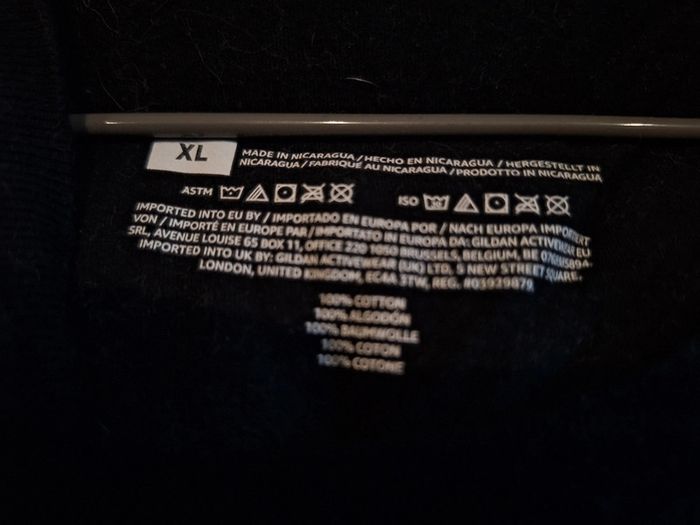 XL
MADE IN NICARAGUA / HECHO EN NICARAGUA / HERGESTELLT IN
NICARAGUA / FABRIQUÉ AU NICARAGUA / PRODOTTO IN NICARAGUA
ASTM
ISO
IMPORTED INTO EU BY / IMPORTADO EN EUROPA POR / NACH EUROPA IMPORTIERT
VON / IMPORTÉ EN EUROPE PAR / IMPORTATO IN EUROPA DA: GILDAN ACTIVEWEAR EU
SRL, AVENUE LOUISE 65 BOX 11, OFFICE 220 BRUSSELS, BELGIUM, BE
IMPORTED INTO UK BY: GILDAN ACTIVEWEAR (UK) LTD, 5 NEW STREET SQUARE,
LONDON, UNITED KINGDOM, EC4A 3TW, REG.
100% COTTON
100% ALGODÓN
100% BAUMWOLLE
100% COTON
100% COTONE